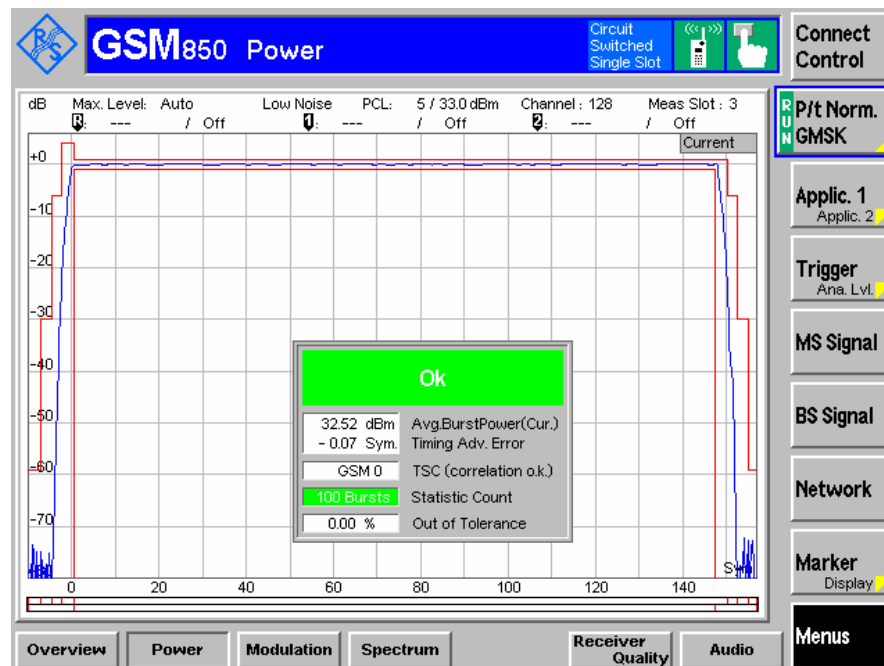 R&S
GSM850 Power
Circuit
Switched
Single Slot
Connect
Control
dB Max. Level: Auto Low Noise PCL: 5 / 33.0 dBm Channel : 128 Meas Slot : 3
R: --- / Off 1: --- / Off 2: --- / Off
Current
RUN
P/t Norm.
GMSK
+0
-10
-20
-30
-40
-50
-60
-70
-80
Applic. 1
Applic. 2
Trigger
Ana. Lvl.
MS Signal
BS Signal
Network
Marker
Display
Menus
Ok
32.52 dBm Avg.BurstPower(Cur.)
- 0.07 Sym. Timing Adv. Error
GSM 0 TSC (correlation o.k.)
100 Bursts Statistic Count
0.00 % Out of Tolerance
0 20 40 60 80 100 120 140
Overview Power Modulation Spectrum Receiver Quality Audio